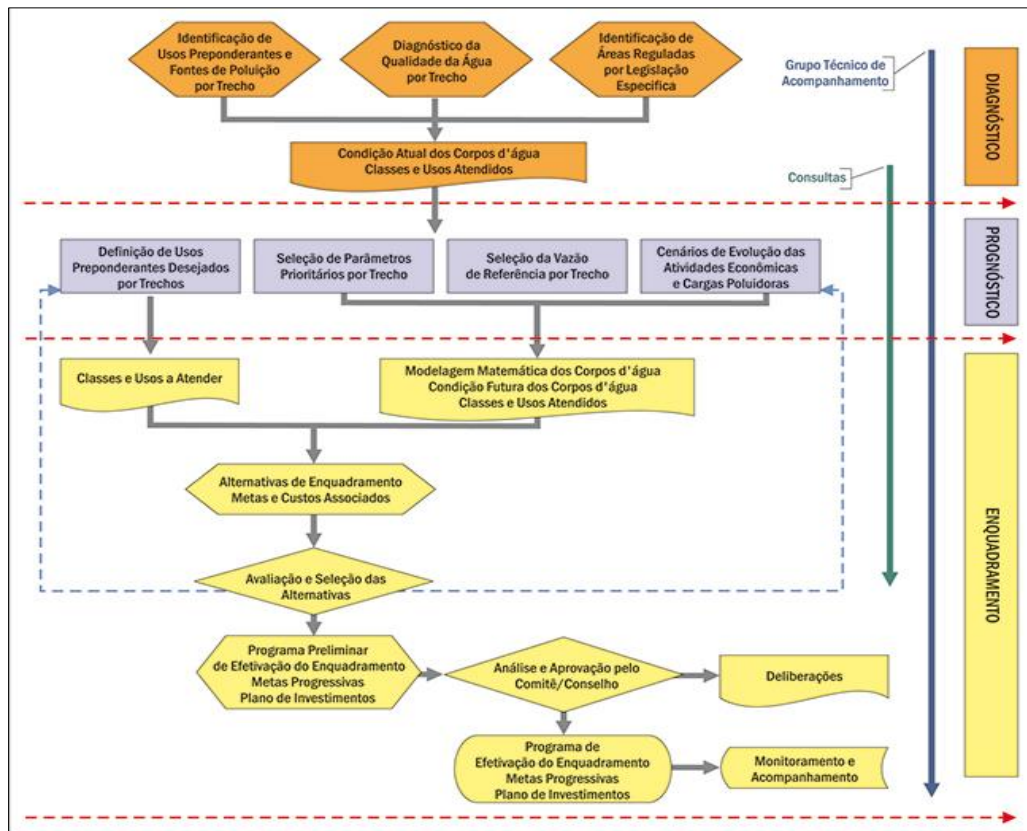 Identificação de
Usos Preponderantes e
Fontes de Poluição
por Trecho
Diagnóstico da
Qualidade da Água
por Trecho
Identificação de
Áreas Reguladas
por Legislação
Específica
Grupo Técnico de
Acompanhamento
DIAGNÓSTICO
Condição Atual dos Corpos d'água
Classes e Usos Atendidos
Consultas
Definição de Usos
Preponderantes Desejados
por Trechos
Seleção de Parâmetros
Prioritários por Trecho
Seleção da Vazão
de Referência por Trecho
Cenários de Evolução das
Atividades Econômicas
e Cargas Poluidoras
PROGNÓSTICO
Classes e Usos a Atender
Modelagem Matemática dos Corpos d'água
Condição Futura dos Corpos d'água
Classes e Usos Atendidos
Alternativas de Enquadramento
Metas e Custos Associados
Avaliação e Seleção das
Alternativas
ENQUADRAMENTO
Programa Preliminar
de Efetivação do Enquadramento
Metas Progressivas
Plano de Investimentos
Análise e Aprovação pelo
Comitê/Conselho
Deliberações
Programa de
Efetivação do Enquadramento
Metas Progressivas
Plano de Investimentos
Monitoramento e
Acompanhamento